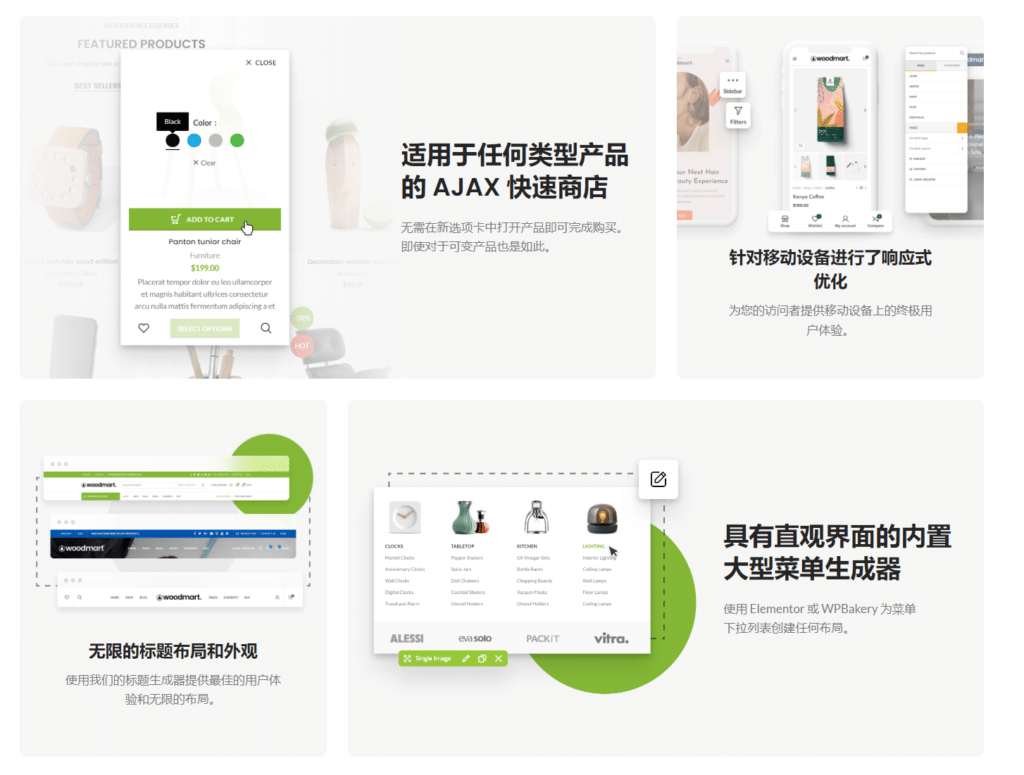 WOODEN ACCESSORIES
FEATURED PRODUCTS
BEST SELLERS
CLOSE
Black
Color :
Clear
ADD TO CART
Panton tunior chair
Furniture
$199.00
Placerat tempor dolor eu leo ullamcorper
et magnis habitant ultrices consectetur
arcu nulla mattis fermentum adipiscing a et
SELECT OPTIONS
HOT
适用于任何类型产品
的 AJAX 快速商店
无需在新选项卡中打开产品即可完成购买。
即使对于可变产品也是如此。
woodmart.
Sidebar
Filters
Kenya Coffee
Shop
Wishlist
My account
Compare
针对移动设备进行了响应式
优化
为您的访问者提供移动设备上的终极用
户体验。
woodmart.
woodmart
woodmart.
无限的标题布局和外观
使用我们的标题生成器提供最佳的用户体
验和无限的布局。
CLOCKS
TABLETOP
KITCHEN
LIGHTING
Mantel Clocks
Pepper Shakers
Oil Vinegar Sets
Interior Lighting
Anniversary Clocks
Spice Jars
Bottle Racks
Ceiling Lamps
Wall Clocks
Dish Drainers
Chopping Boards
Wall Lamps
Digital Clocks
Cocktail Shakers
Vacuum Flasks
Floor Lamps
Travel and Alarm
Utensil Holders
Utensil Holders
Ceiling Lamps
ALESSI
eva solo
PACKiT
vitra.
Single Image
具有直观界面的内置
大型菜单生成器
使用 Elementor 或 WPBakery 为菜单
下拉列表创建任何布局。